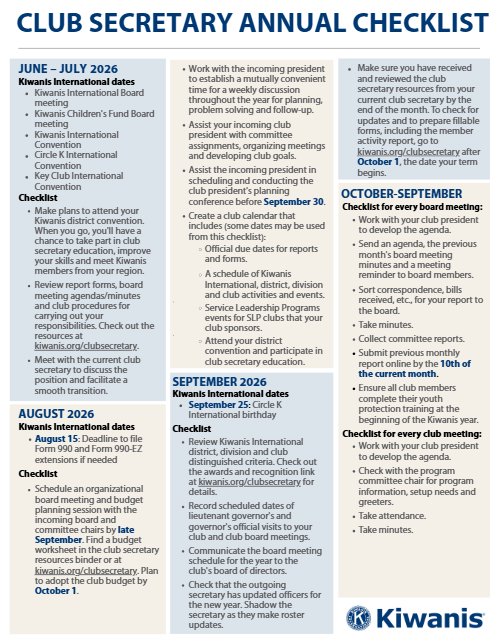 CLUB SECRETARY ANNUAL CHECKLIST
JUNE – JULY 2026
Kiwanis International dates
• Kiwanis International Board
meeting
• Kiwanis Children's Fund Board
meeting
• Kiwanis International
Convention
• Circle K International
Convention
• Key Club International
Convention
Checklist
• Make plans to attend your
Kiwanis district convention.
When you go, you'll have a
chance to take part in club
secretary education, improve
your skills and meet Kiwanis
members from your region.
• Review report forms, board
meeting agendas/minutes
and club procedures for
carrying out your
responsibilities. Check out the
resources at
kiwanis.org/clubsecretary.
• Meet with the current club
secretary to discuss the
position and facilitate a
smooth transition.
AUGUST 2026
Kiwanis International dates
• August 15: Deadline to file
Form 990 and Form 990-EZ
extensions if needed
Checklist
• Schedule an organizational
board meeting and budget
planning session with the
incoming board and
committee chairs by late
September. Find a budget
worksheet in the club secretary
resources binder or at
kiwanis.org/clubsecretary. Plan
to adopt the club budget by
October 1.
• Work with the incoming president
to establish a mutually convenient
time for a weekly discussion
throughout the year for planning,
problem solving and follow-up.
• Assist your incoming club
president with committee
assignments, organizing meetings
and developing club goals.
• Assist the incoming president in
scheduling and conducting the
club president's planning
conference before September 30.
• Create a club calendar that
includes (some dates may be used
from this checklist):
○ Official due dates for reports
and forms.
○ A schedule of Kiwanis
International, district, division
and club activities and events.
○ Service Leadership Programs
events for SLP clubs that your
club sponsors.
○ Attend your district
convention and participate in
club secretary education.
SEPTEMBER 2026
Kiwanis International dates
• September 25: Circle K
International birthday
Checklist
• Review Kiwanis International
district, division and club
distinguished criteria. Check out
the awards and recognition link
at kiwanis.org/clubsecretary for
details.
• Record scheduled dates of
lieutenant governor's and
governor's official visits to your
club and club board meetings.
• Communicate the board meeting
schedule for the year to the
club's board of directors.
• Check that the outgoing
secretary has updated officers for
the new year. Shadow the
secretary as they make roster
updates.
• Make sure you have received
and reviewed the club
secretary resources from your
current club secretary by the
end of the month. To check for
updates and to prepare fillable
forms, including the member
activity report, go to
kiwanis.org/clubsecretary after
October 1, the date your term
begins.
OCTOBER-SEPTEMBER
Checklist for every board meeting:
• Work with your club president
to develop the agenda.
• Send an agenda, the previous
month's board meeting
minutes and a meeting
reminder to board members.
• Sort correspondence, bills
received, etc., for your report to
the board.
• Take minutes.
• Collect committee reports.
• Submit previous monthly
report online by the 10th of
the current month.
• Ensure all club members
complete their youth
protection training at the
beginning of the Kiwanis year.
Checklist for every club meeting:
• Work with your club president
to develop the agenda.
• Check with the program
committee chair for program
information, setup needs and
greeters.
• Take attendance.
• Take minutes.
Kiwanis